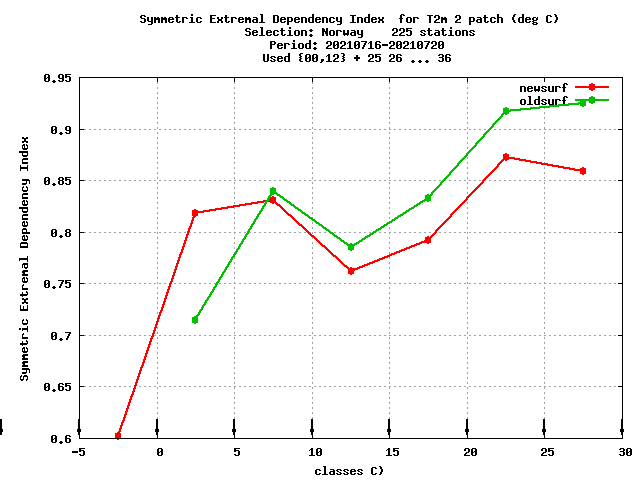 Symmetric Extremal Dependency Index  for T2m 2 patch (deg C)
Selection: Norway    225 stations
Period: 20210716-20210720
Used {00,12} + 25 26 ... 36
newsurf
oldsurf
Symmetric Extremal Dependency Index
0.95
0.9
0.85
0.8
0.75
0.7
0.65
0.6
-5 0 5 10 15 20 25 30
classes C)